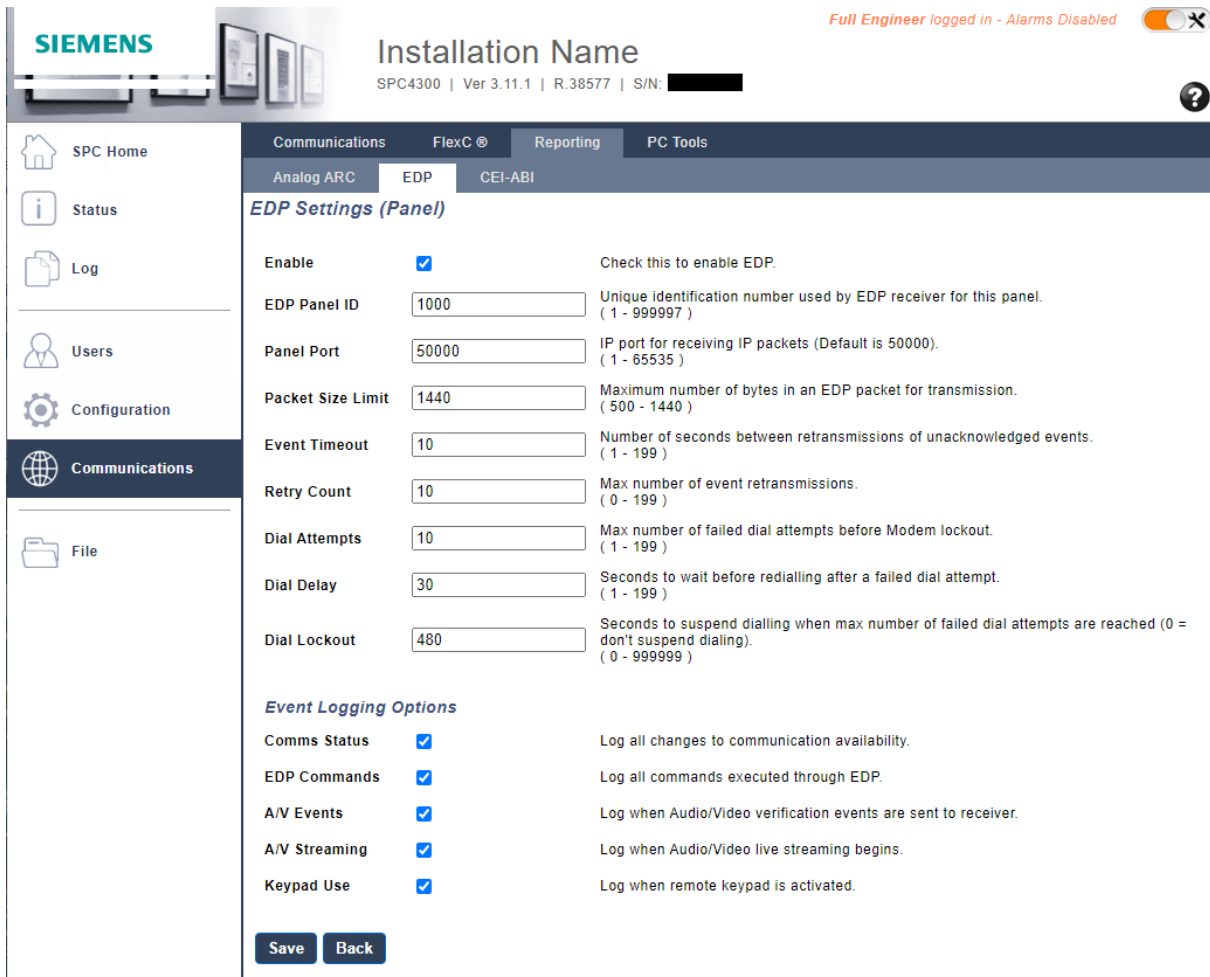 SIEMENS
Full Engineer logged in - Alarms Disabled
Installation Name
SPC4300 | Ver 3.11.1 | R.38577 | S/N:
?
SPC Home
Status
Log
Users
Configuration
Communications
File
Communications FlexC ® Reporting PC Tools
Analog ARC EDP CEI-ABI
EDP Settings (Panel)
Enable Check this to enable EDP.
EDP Panel ID 1000 Unique identification number used by EDP receiver for this panel.
( 1 - 999997 )
Panel Port 50000 IP port for receiving IP packets (Default is 50000).
( 1 - 65535 )
Packet Size Limit 1440 Maximum number of bytes in an EDP packet for transmission.
( 500 - 1440 )
Event Timeout 10 Number of seconds between retransmissions of unacknowledged events.
( 1 - 199 )
Retry Count 10 Max number of event retransmissions.
( 0 - 199 )
Dial Attempts 10 Max number of failed dial attempts before Modem lockout.
( 1 - 199 )
Dial Delay 30 Seconds to wait before redialling after a failed dial attempt.
( 1 - 199 )
Dial Lockout 480 Seconds to suspend dialling when max number of failed dial attempts are reached (0 =
don't suspend dialing).
( 0 - 999999 )
Event Logging Options
Comms Status Log all changes to communication availability.
EDP Commands Log all commands executed through EDP.
A/V Events Log when Audio/Video verification events are sent to receiver.
A/V Streaming Log when Audio/Video live streaming begins.
Keypad Use Log when remote keypad is activated.
Save Back